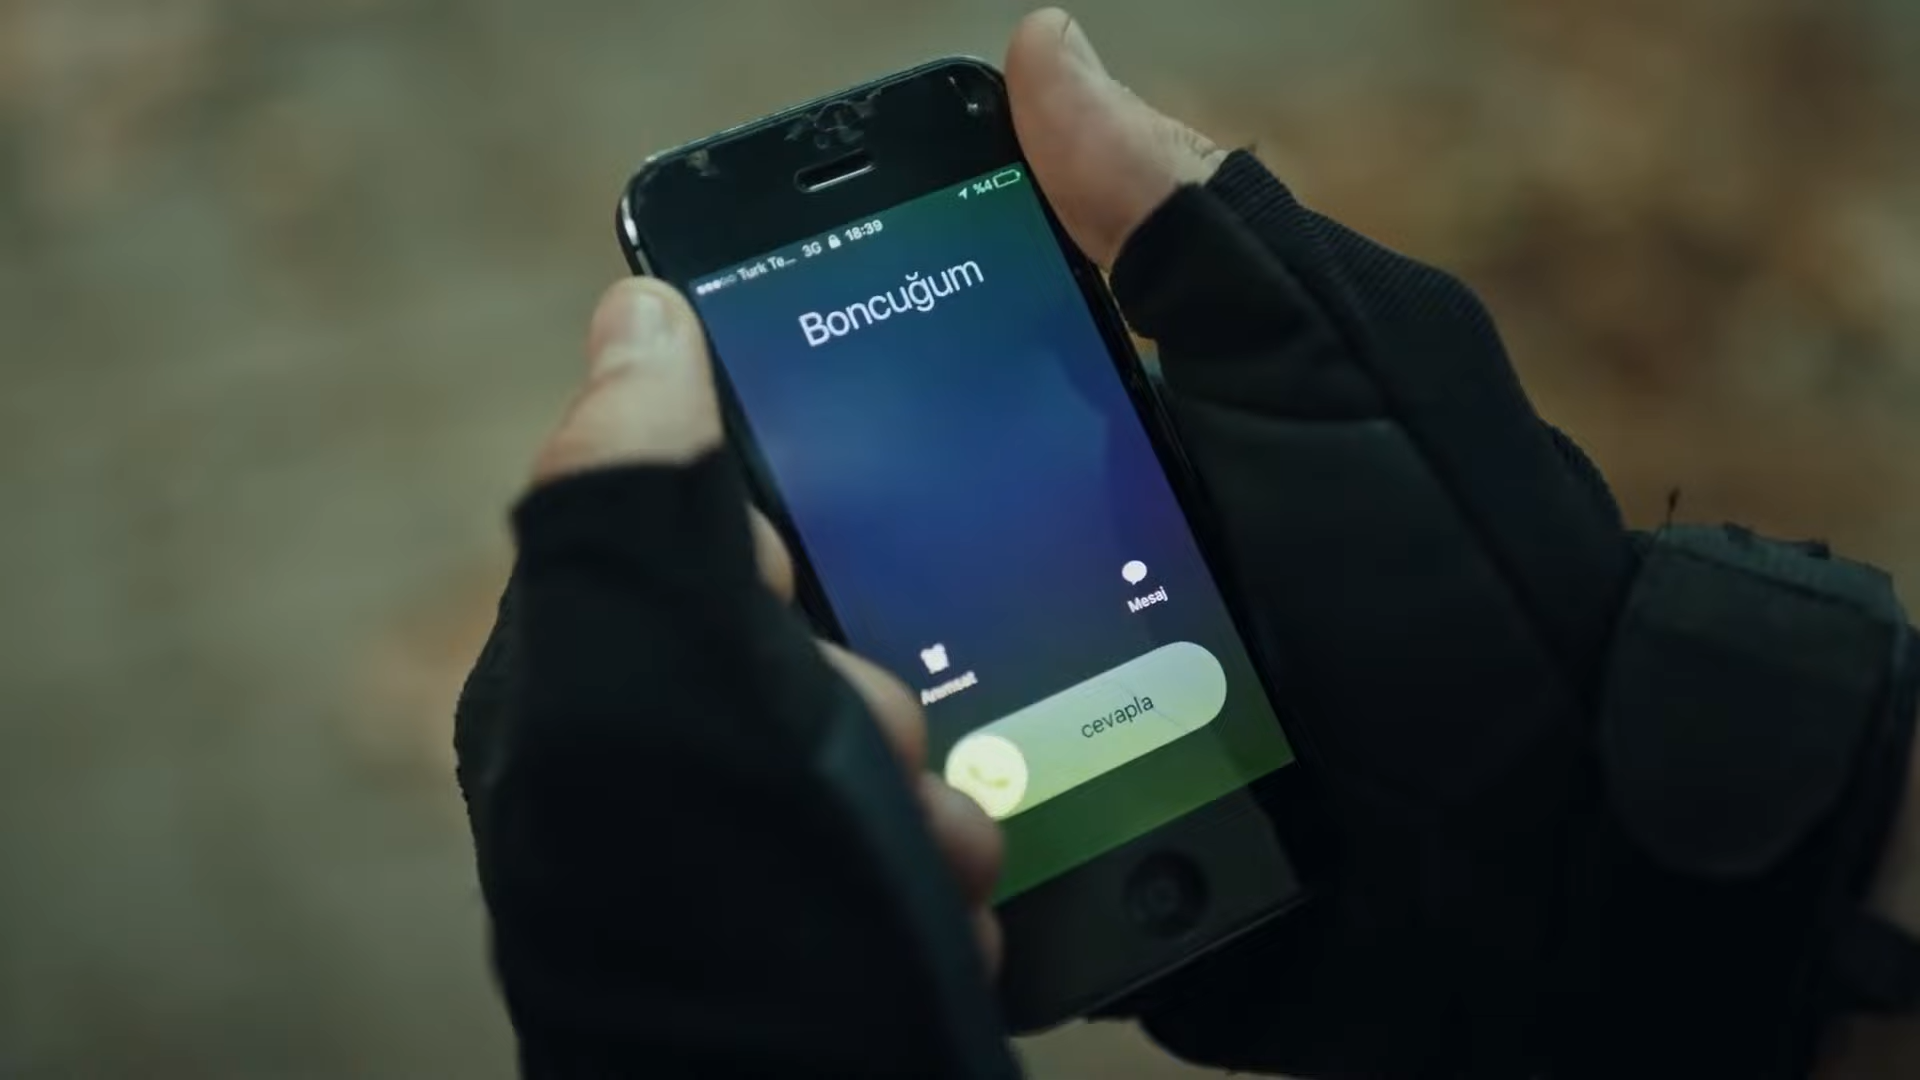 Turk Te... 3G 18:39 %4
Boncuğum
Mesaj
Anımsat
cevapla